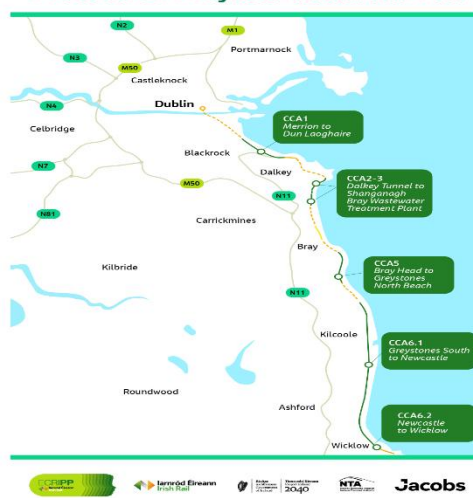 N2
M1
Portmarnock
N3
M50
Castleknock
Dublin
N4
Celbridge
CCA1
Merrion to
Dun Laoghaire
Blackrock
Dalkey
N7
M50
CCA2-3
Dalkey Tunnel to
Shanganagh
Bray Wastewater
Treatment Plant
N11
N81
Carrickmines
Bray
Kilbride
CCA5
Bray Head to
Greystones
North Beach
N11
Kilcoole
CCA6.1
Greystones South
to Newcastle
Roundwood
Ashford
CCA6.2
Newcastle
to Wicklow
Wicklow
Iarnród Éireann
Irish Rail
2040
NTA
Jacobs